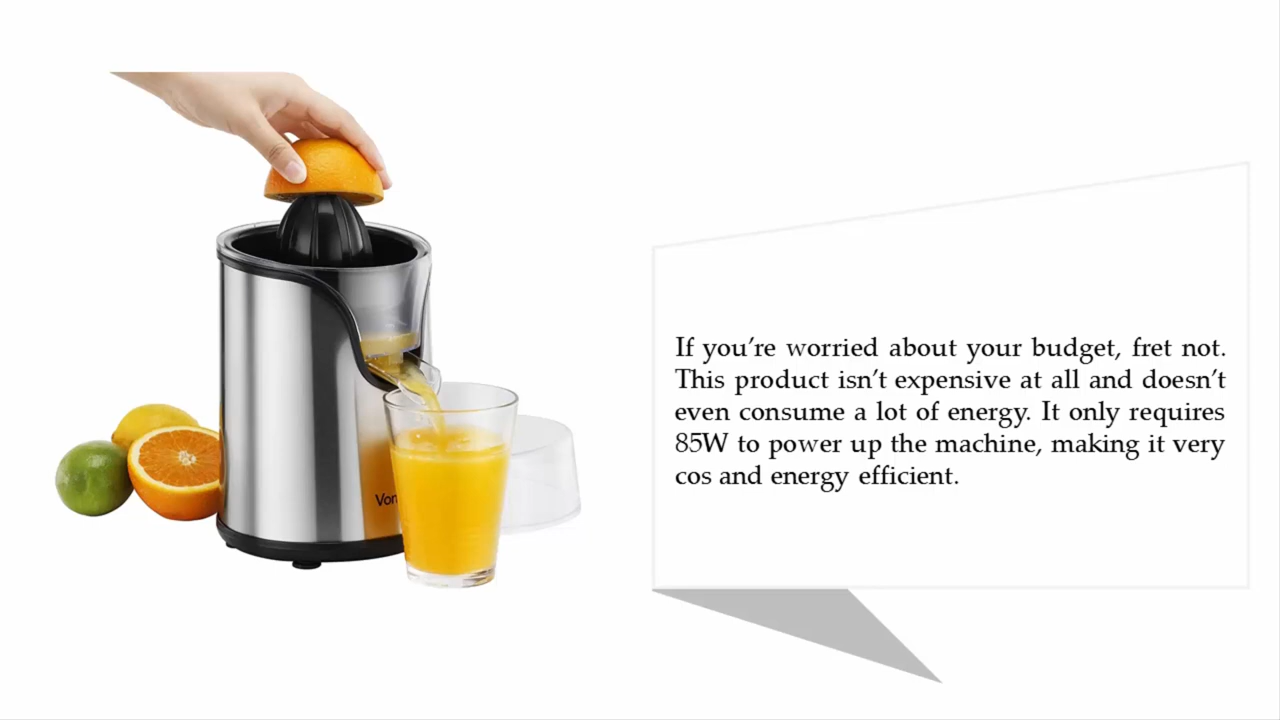 If you’re worried about your budget, fret not.
This product isn’t expensive at all and doesn’t
even consume a lot of energy. It only requires
85W to power up the machine, making it very
cos and energy efficient.